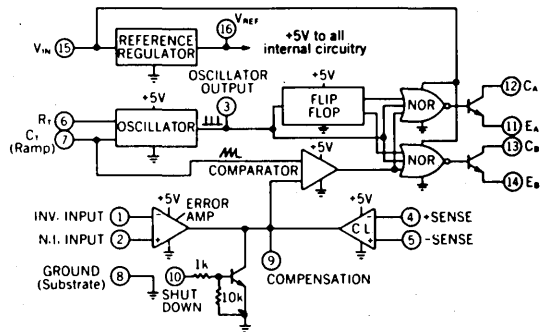 16 VREF
VIN 15
REFERENCE
REGULATOR
+5V to all
internal circuitry
OSCILLATOR
OUTPUT
3
+5V
+5V
12 CA
RT 6
CT 7
(Ramp)
OSCILLATOR
FLIP
FLOP
NOR
11 EA
13 CB
+5V
COMPARATOR
NOR
14 EB
+5V
ERROR
AMP
+5V
INV. INPUT 1
−
C L
−
4 +SENSE
N.I. INPUT 2
+
+
5 −SENSE
9
COMPENSATION
GROUND 8
(Substrate)
10
SHUT
DOWN
1k
10k